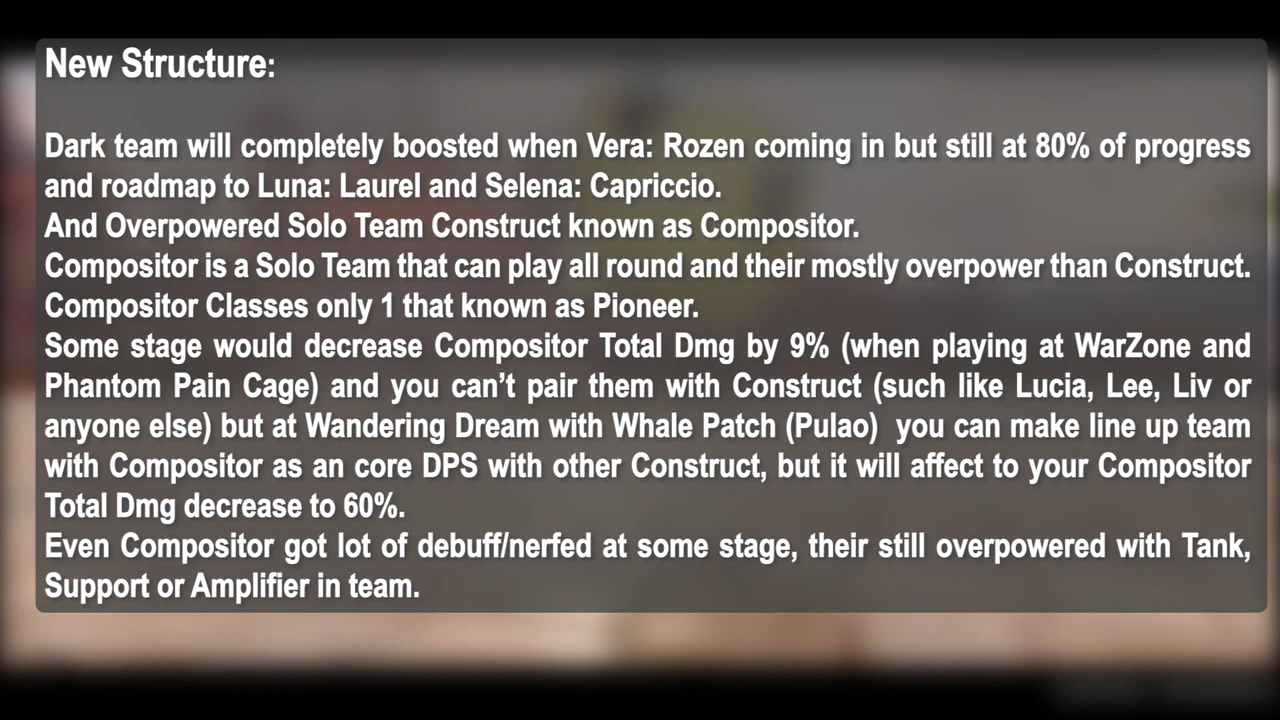 New Structure:
Dark team will completely boosted when Vera: Rozen coming in but still at 80% of progress
and roadmap to Luna: Laurel and Selena: Capriccio.
And Overpowered Solo Team Construct known as Compositor.
Compositor is a Solo Team that can play all round and their mostly overpower than Construct.
Compositor Classes only 1 that known as Pioneer.
Some stage would decrease Compositor Total Dmg by 9% (when playing at WarZone and
Phantom Pain Cage) and you can’t pair them with Construct (such like Lucia, Lee, Liv or
anyone else) but at Wandering Dream with Whale Patch (Pulao)  you can make line up team
with Compositor as an core DPS with other Construct, but it will affect to your Compositor
Total Dmg decrease to 60%.
Even Compositor got lot of debuff/nerfed at some stage, their still overpowered with Tank,
Support or Amplifier in team.